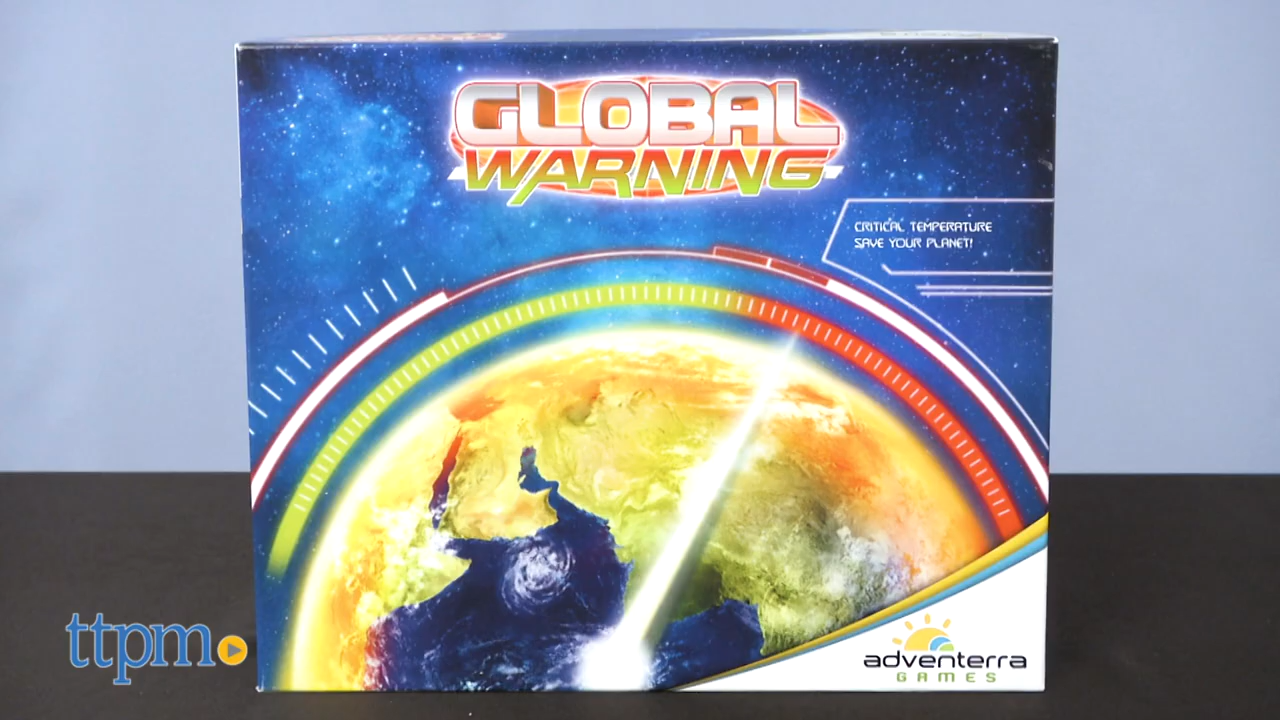 GLOBAL
WARNING
CRITICAL TEMPERATURE
SAVE YOUR PLANET!
ttpm
adventerra
GAMES